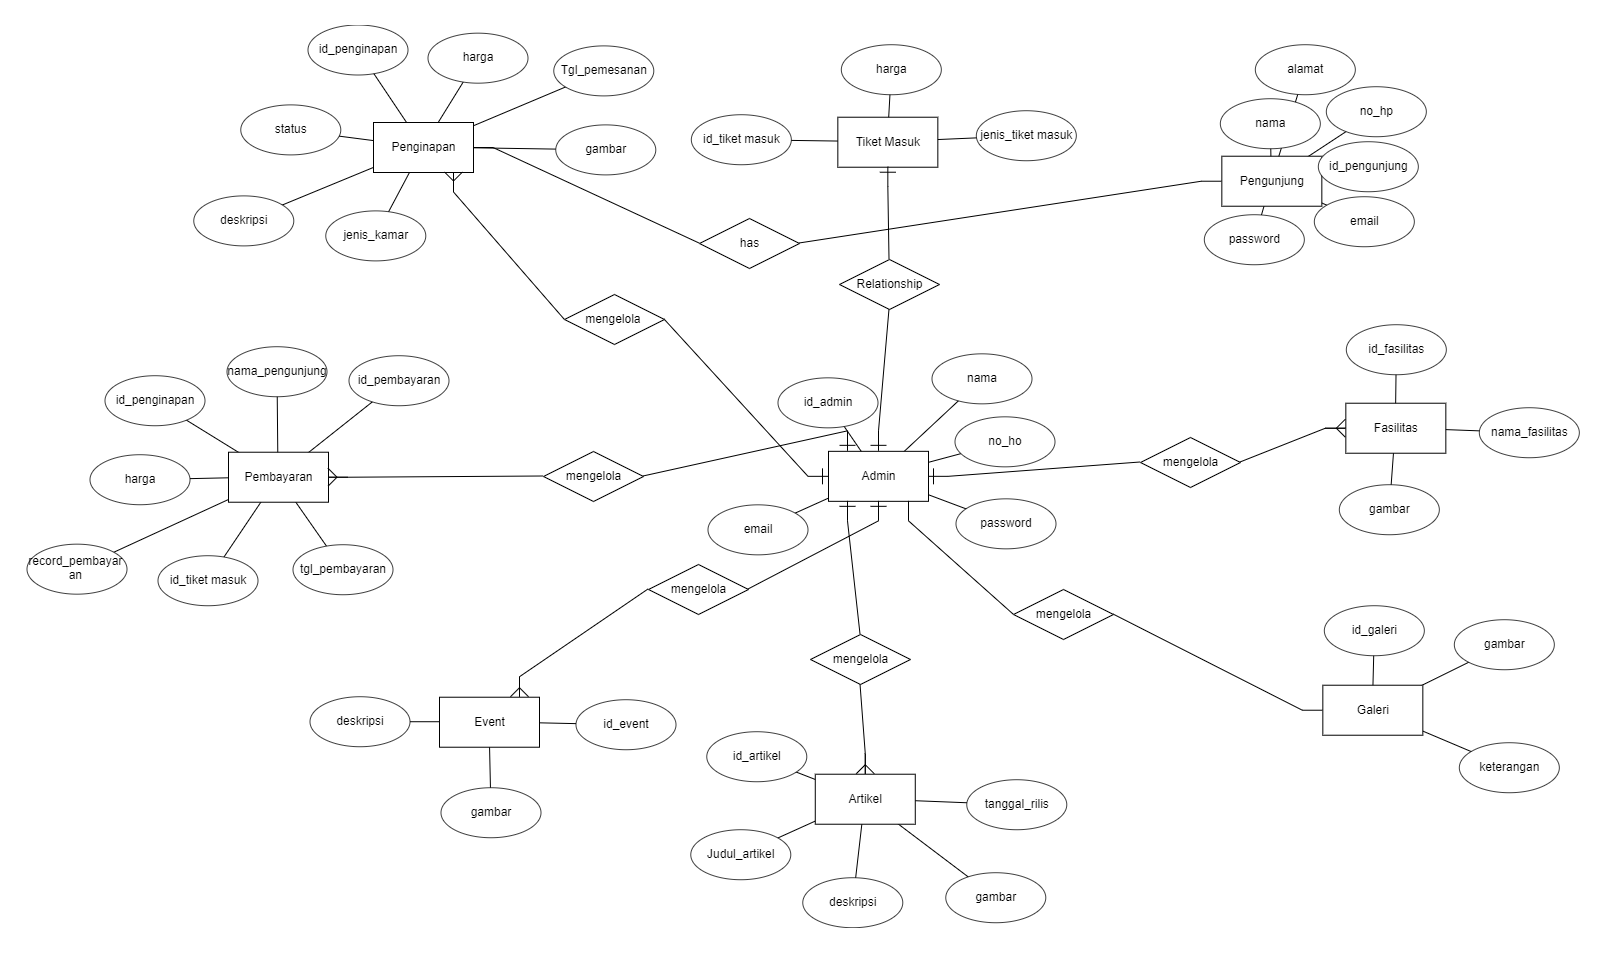 id_penginapan
harga
Tgl_pemesanan
status
Penginapan
gambar
deskripsi
jenis_kamar
harga
id_tiket masuk
Tiket Masuk
jenis_tiket masuk
alamat
nama
no_hp
id_pengunjung
Pengunjung
email
password
has
Relationship
mengelola
id_penginapan
nama_pengunjung
id_pembayaran
harga
Pembayaran
record_pembayar
an
id_tiket masuk
tgl_pembayaran
mengelola
id_admin
nama
no_ho
Admin
email
password
mengelola
id_fasilitas
Fasilitas
nama_fasilitas
gambar
mengelola
mengelola
mengelola
id_galeri
gambar
Galeri
keterangan
deskripsi
Event
id_event
gambar
id_artikel
Artikel
tanggal_rilis
Judul_artikel
deskripsi
gambar